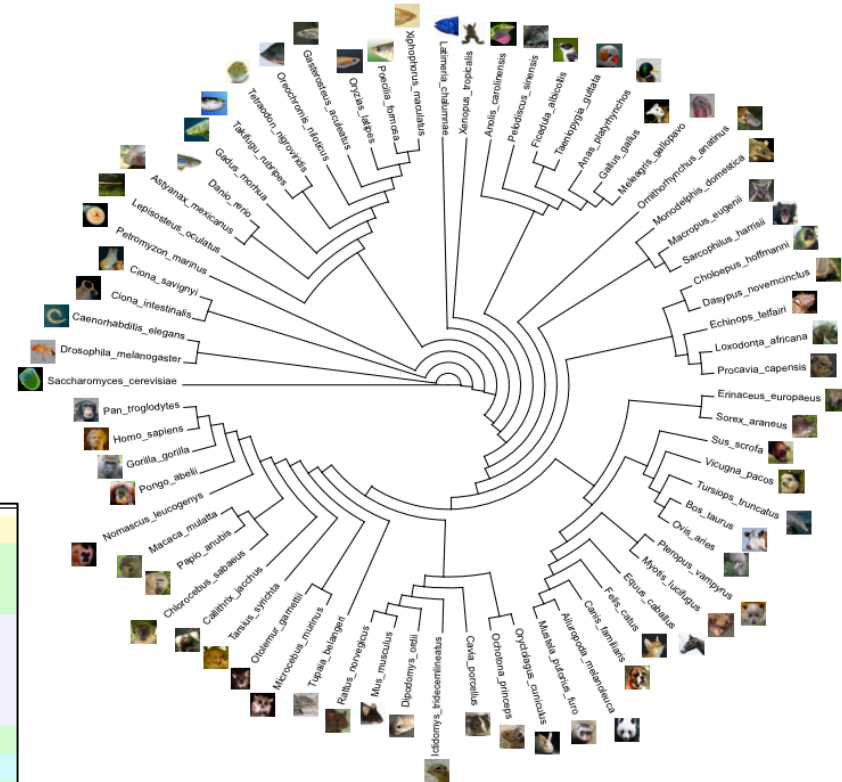 Latimeria_chalumnae
Xenopus_tropicalis
Anolis_carolinensis
Pelodiscus_sinensis
Ficedula_albicollis
Taeniopygia_guttata
Anas_platyrhynchos
Gallus_gallus
Meleagris_gallopavo
Ornithorhynchus_anatinus
Monodelphis_domestica
Macropus_eugenii
Sarcophilus_harrisii
Choloepus_hoffmanni
Dasypus_novemcinctus
Echinops_telfairi
Loxodonta_africana
Procavia_capensis
Erinaceus_europaeus
Sorex_araneus
Sus_scrofa
Vicugna_pacos
Tursiops_truncatus
Bos_taurus
Ovis_aries
Pteropus_vampyrus
Myotis_lucifugus
Equus_caballus
Felis_catus
Canis_familiaris
Ailuropoda_melanoleuca
Mustela_putorius_furo
Oryctolagus_cuniculus
Ochotona_princeps
Cavia_porcellus
Ictidomys_tridecemlineatus
Dipodomys_ordii
Mus_musculus
Rattus_norvegicus
Tupaia_belangeri
Microcebus_murinus
Otolemur_garnettii
Tarsius_syrichta
Callithrix_jacchus
Chlorocebus_sabaeus
Papio_anubis
Macaca_mulatta
Nomascus_leucogenys
Pongo_abelii
Gorilla_gorilla
Homo_sapiens
Pan_troglodytes
Saccharomyces_cerevisiae
Drosophila_melanogaster
Caenorhabditis_elegans
Ciona_intestinalis
Ciona_savignyi
Petromyzon_marinus
Lepisosteus_oculatus
Astyanax_mexicanus
Danio_rerio
Gadus_morhua
Takifugu_rubripes
Tetraodon_nigroviridis
Oreochromis_niloticus
Gasterosteus_aculeatus
Oryzias_latipes
Poecilia_formosa
Xiphophorus_maculatus